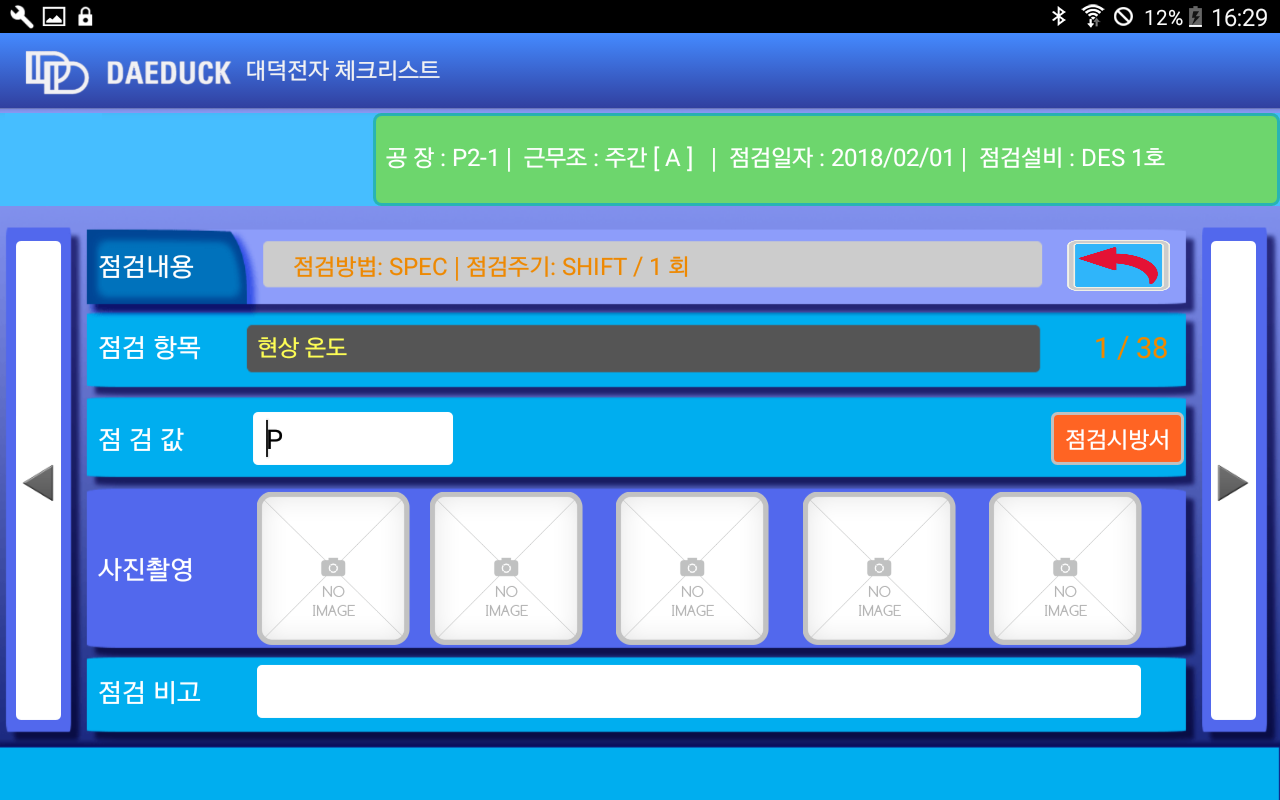 12% 16:29
DAEDUCK 대덕전자 체크리스트
공 장 : P2-1 | 근무조 : 주간 [ A ] | 점검일자 : 2018/02/01 | 점검설비 : DES 1호
점검내용 점검방법: SPEC | 점검주기: SHIFT / 1 회
점검 항목 현상 온도 1 / 38
점 검 값 P 점검시방서
사진촬영
NO IMAGE
NO IMAGE
NO IMAGE
NO IMAGE
NO IMAGE
점검 비고